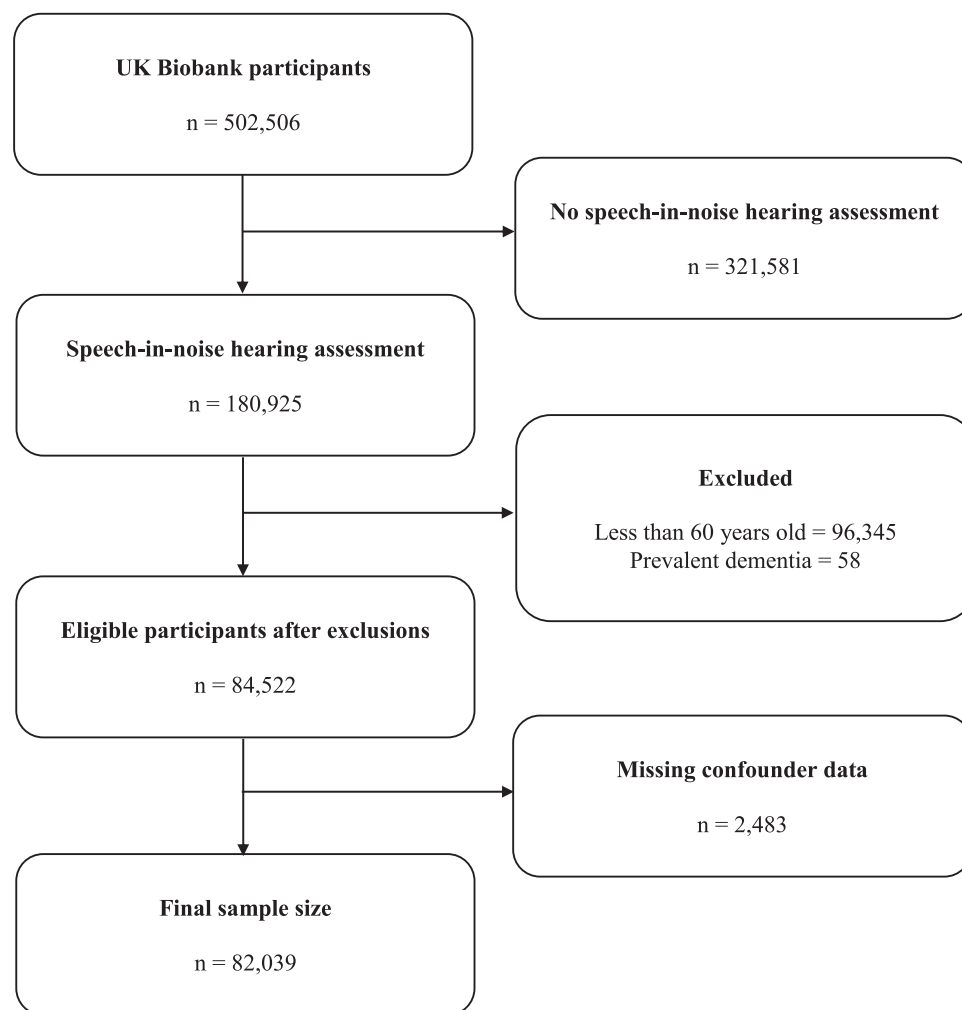 UK Biobank participants
n = 502,506
No speech-in-noise hearing assessment
n = 321,581
Speech-in-noise hearing assessment
n = 180,925
Excluded
Less than 60 years old = 96,345
Prevalent dementia = 58
Eligible participants after exclusions
n = 84,522
Missing confounder data
n = 2,483
Final sample size
n = 82,039